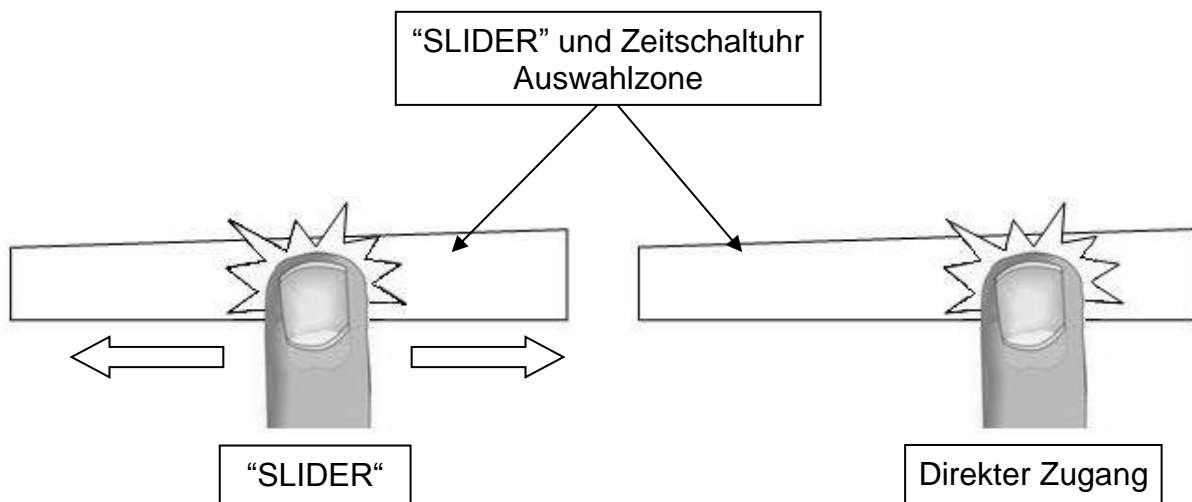 “SLIDER” und Zeitschaltuhr
Auswahlzone
“SLIDER“
Direkter Zugang